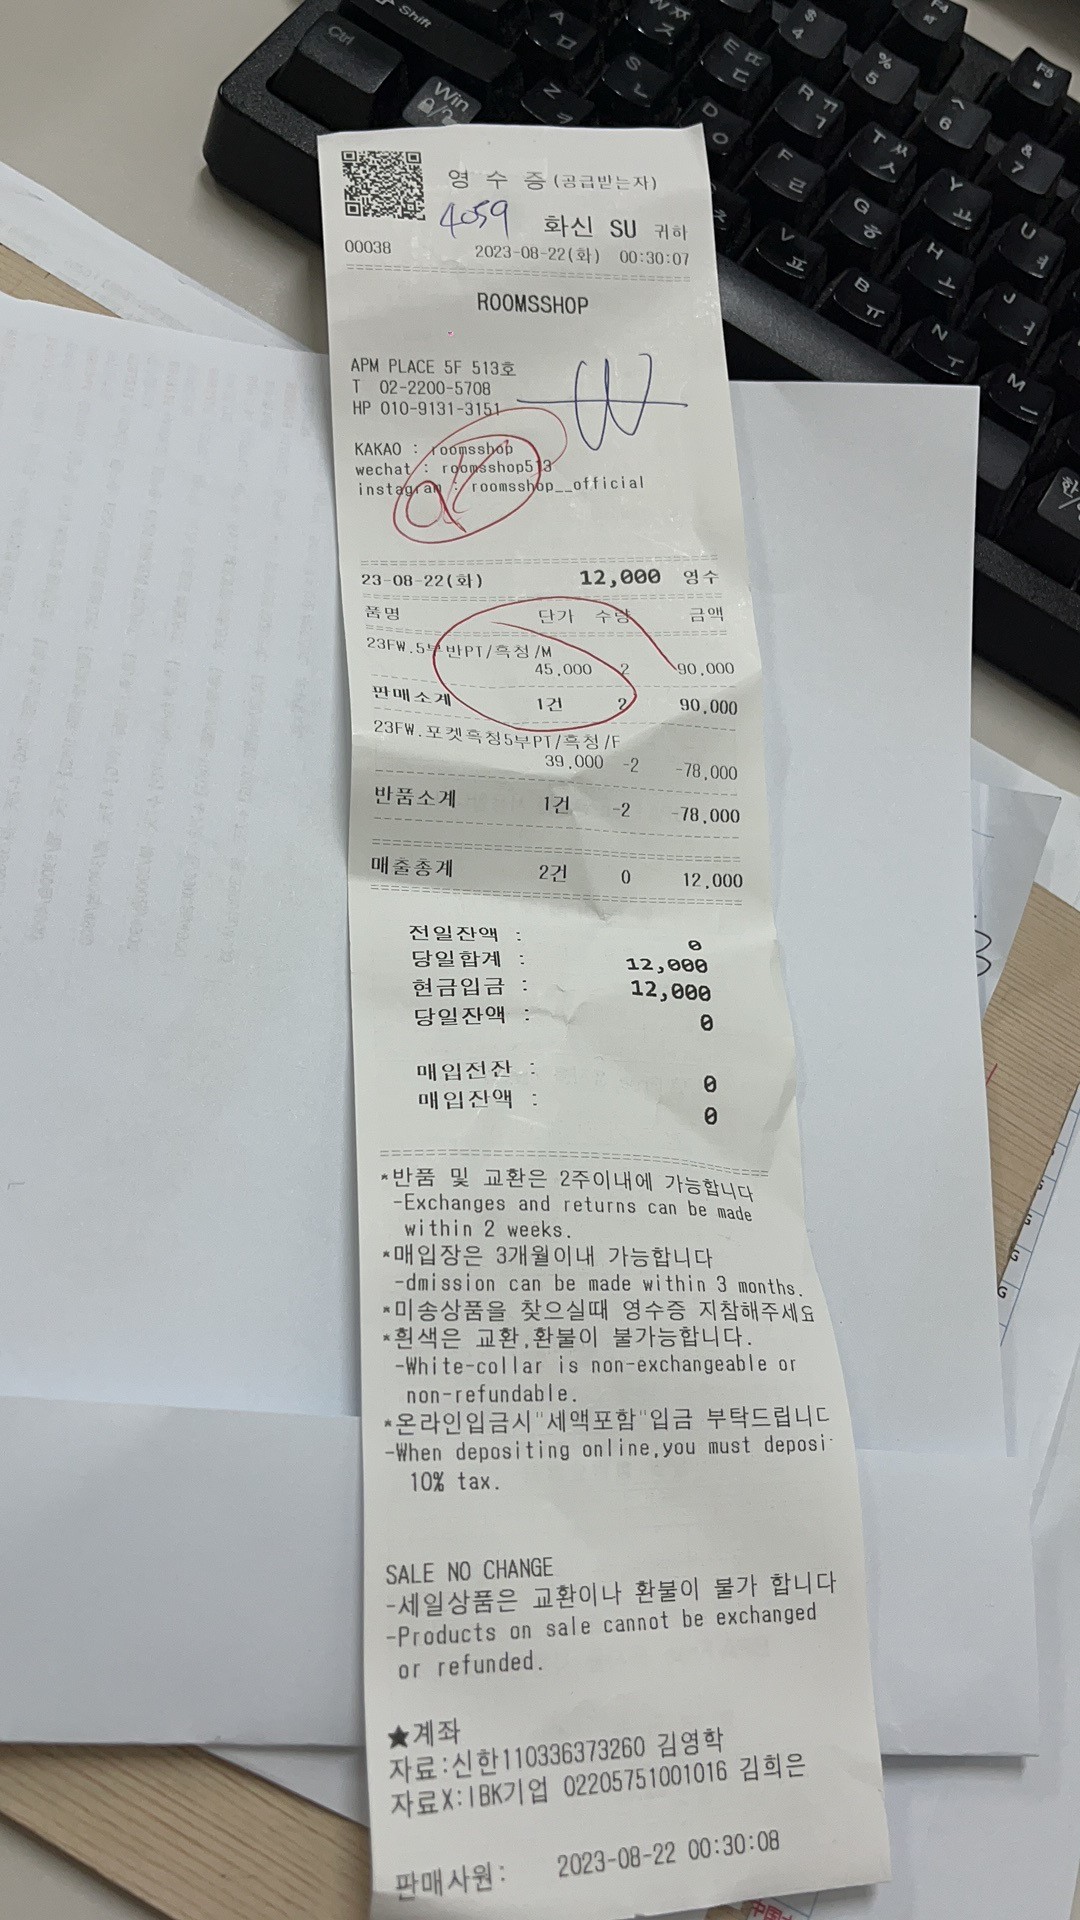 영 수 증 (공급받는자)
4059 화신 SU 귀하
00038 2023-08-22(화) 00:30:07
ROOMSSHOP
APM PLACE 5F 513호
T 02-2200-5708
HP 010-9131-3151
KAKAO : roomsshop
wechat : roomsshop513
instagram : roomsshop__official
23-08-22(화) 12,000 영수
품명 단가 수량 금액
23FW.5부반PT/흑청/M
45,000 2 90,000
판매소계 1건 2 90,000
23FW.포켓흑청5부PT/흑청/F
39,000 -2 -78,000
반품소계 1건 -2 -78,000
매출총계 2건 0 12,000
전일잔액 : 0
당일합계 : 12,000
현금입금 : 12,000
당일잔액 : 0
매입전잔 : 0
매입잔액 : 0
*반품 및 교환은 2주이내에 가능합니다
-Exchanges and returns can be made
within 2 weeks.
*매입장은 3개월이내 가능합니다
-dmission can be made within 3 months.
*미송상품을 찾으실때 영수증 지참해주세요
*흰색은 교환,환불이 불가능합니다.
-White-collar is non-exchangeable or
non-refundable.
*온라인입금시"세액포함"입금 부탁드립니다
-When depositing online,you must deposi
10% tax.
SALE NO CHANGE
-세일상품은 교환이나 환불이 불가 합니다
-Products on sale cannot be exchanged
or refunded.
★계좌
자료:신한110336373260 김영학
자료X:IBK기업 02205751001016 김희은
판매사원: 2023-08-22 00:30:08
Shift
Ctrl
Win